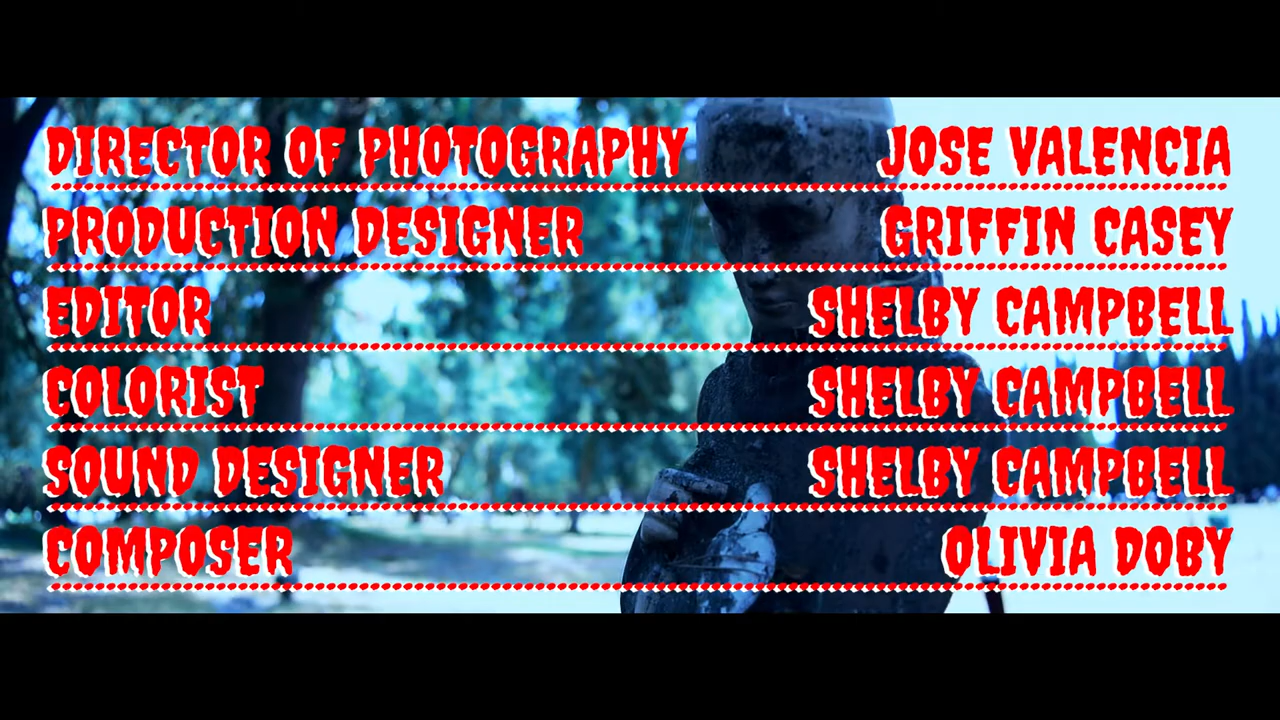 DIRECTOR OF PHOTOGRAPHY JOSE VALENCIA
PRODUCTION DESIGNER GRIFFIN CASEY
EDITOR SHELBY CAMPBELL
COLORIST SHELBY CAMPBELL
SOUND DESIGNER SHELBY CAMPBELL
COMPOSER OLIVIA DOBY